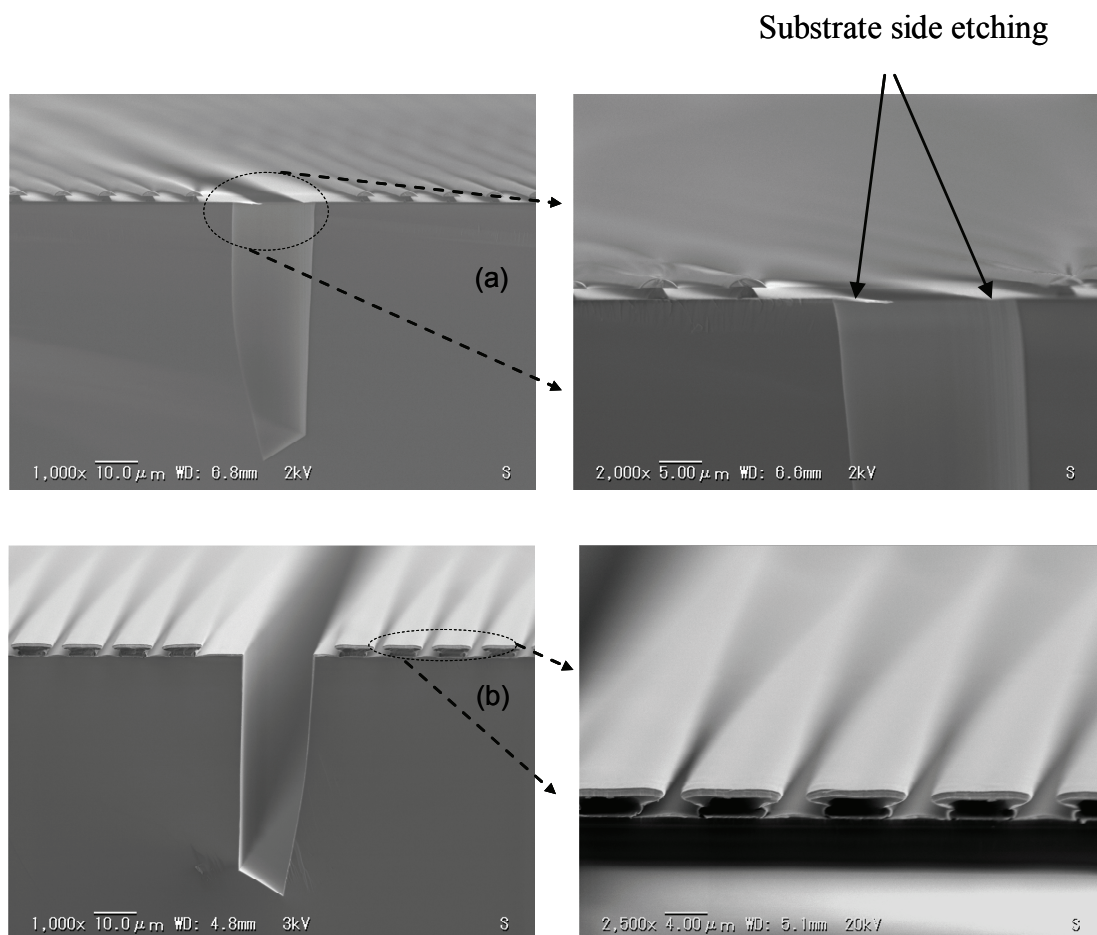 Substrate side etching
(a)
1,000x 10.0μm WD: 6.8mm 2kV S
2,000x 5.00μm WD: 6.6mm 2kV S
(b)
1,000x 10.0μm WD: 4.8mm 3kV S
2,500x 4.00μm WD: 5.1mm 20kV S